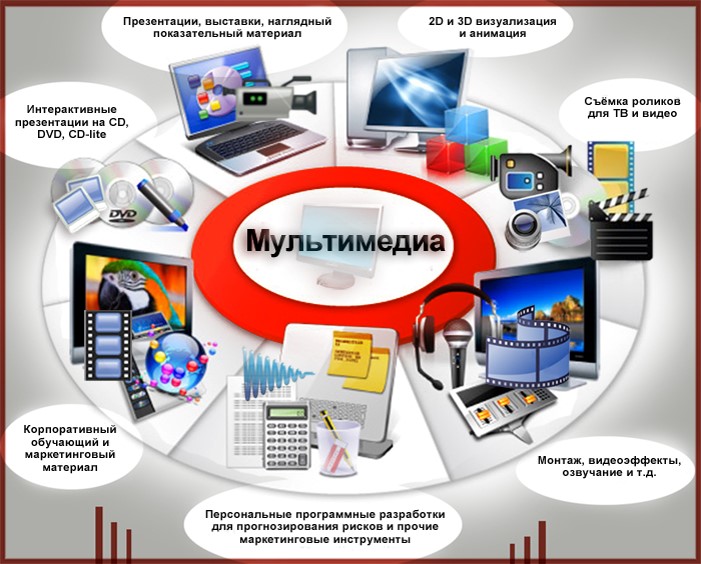 Презентации, выставки, наглядный
показательный материал
2D и 3D визуализация
и анимация
Интерактивные
презентации на CD,
DVD, CD-lite
Съёмка роликов
для ТВ и видео
DVD
Мультимедиа
Корпоративный
обучающий и
маркетинговый
материал
Монтаж, видеоэффекты,
озвучание и т.д.
Персональные программные разработки
для прогнозирования рисков и прочие
маркетинговые инструменты